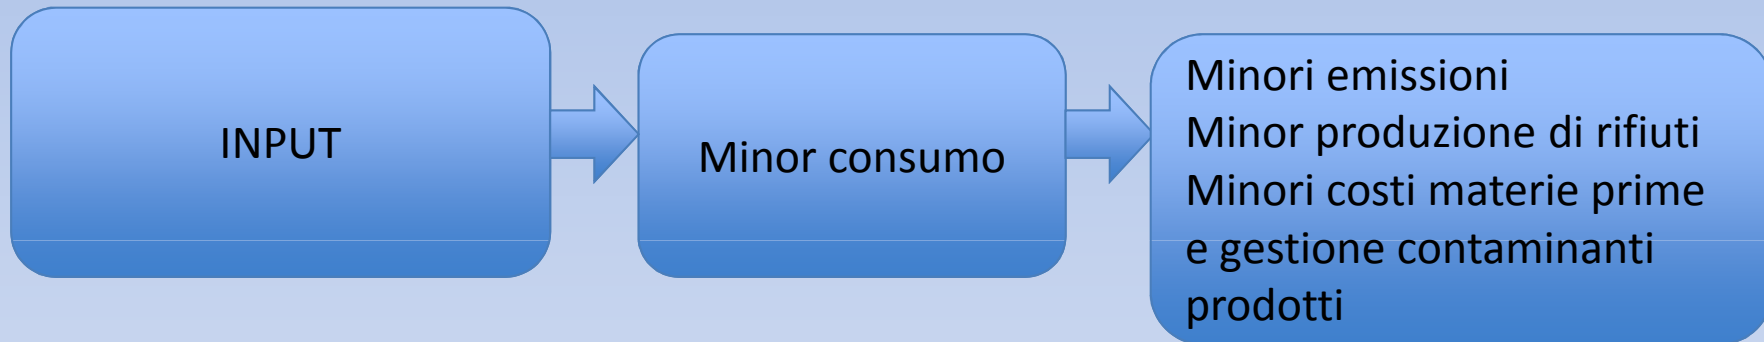 INPUT
Minor consumo
Minori emissioni
Minor produzione di rifiuti
Minori costi materie prime
e gestione contaminanti
prodotti